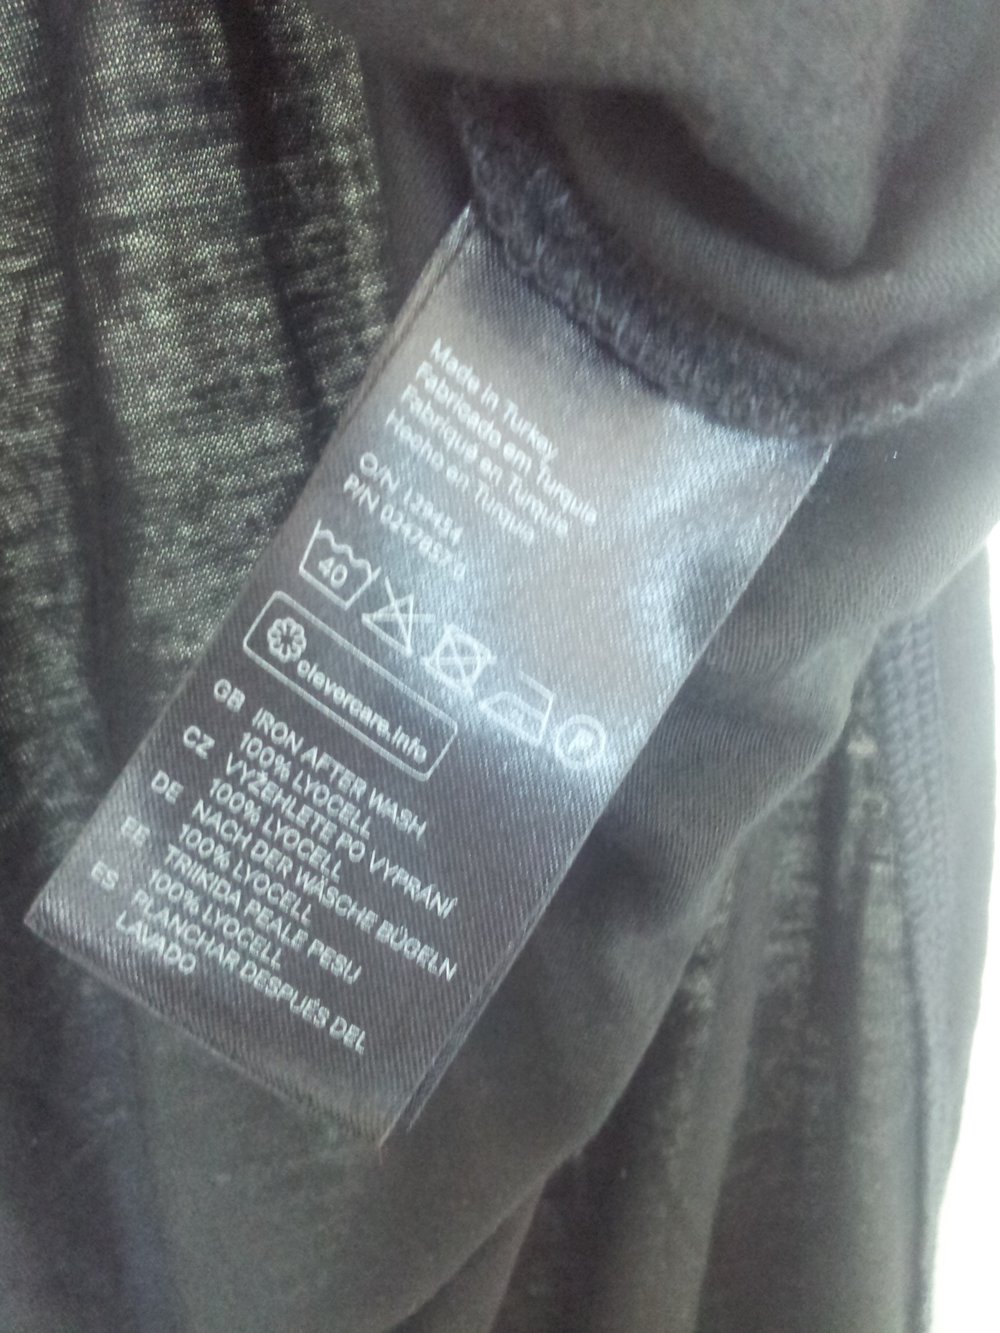 Made in Turkey
Fabricado em Turquia
Fabriqué en Turquie
Hecho en Turquía
O/N 129454
P/N
40
P
clevercare.info
GB IRON AFTER WASH
100% LYOCELL
CZ VYŽEHLETE PO VYPRÁNÍ
100% LYOCELL
DE NACH DER WÄSCHE BÜGELN
100% LYOCELL
EE TRIIKIDA PEALE PESU
100% LYOCELL
ES PLANCHAR DESPUÉS DEL
LAVADO